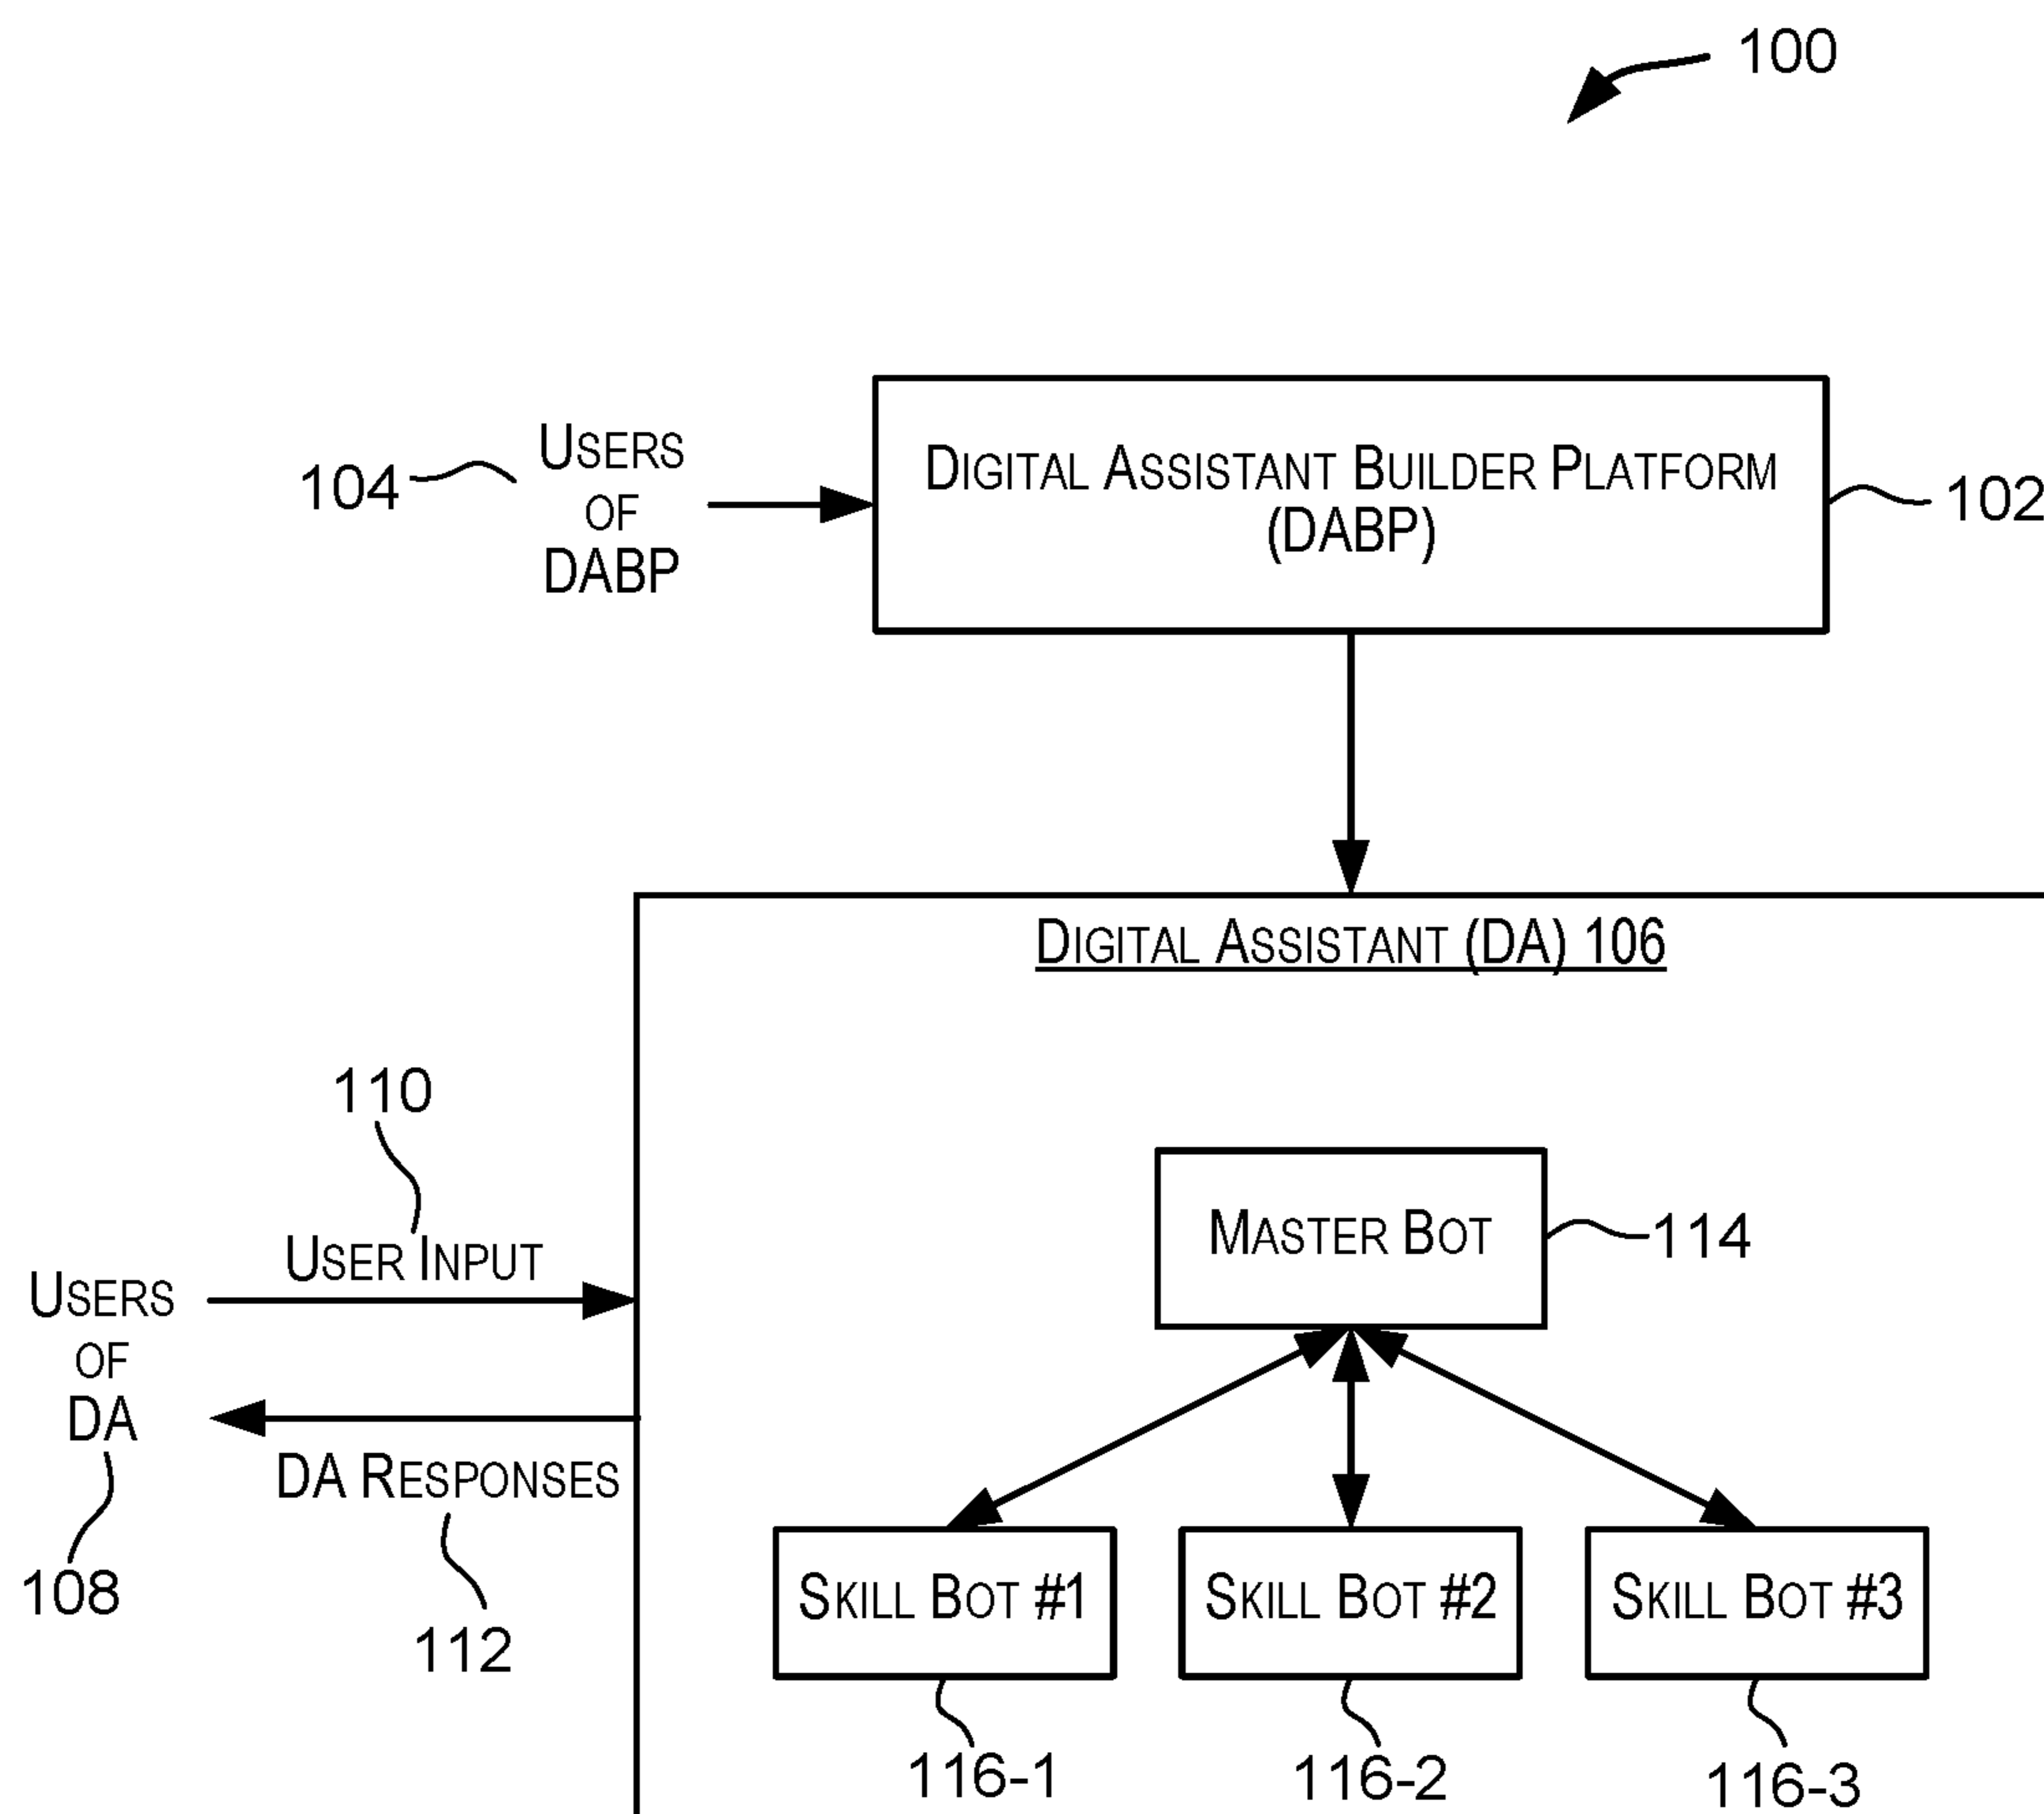 100
USERS
OF
DABP
104
DIGITAL ASSISTANT BUILDER PLATFORM
(DABP)
102
DIGITAL ASSISTANT (DA) 106
110
USER INPUT
USERS
OF
DA
108
DA RESPONSES
112
MASTER BOT
114
SKILL BOT #1
SKILL BOT #2
SKILL BOT #3
116-1
116-2
116-3